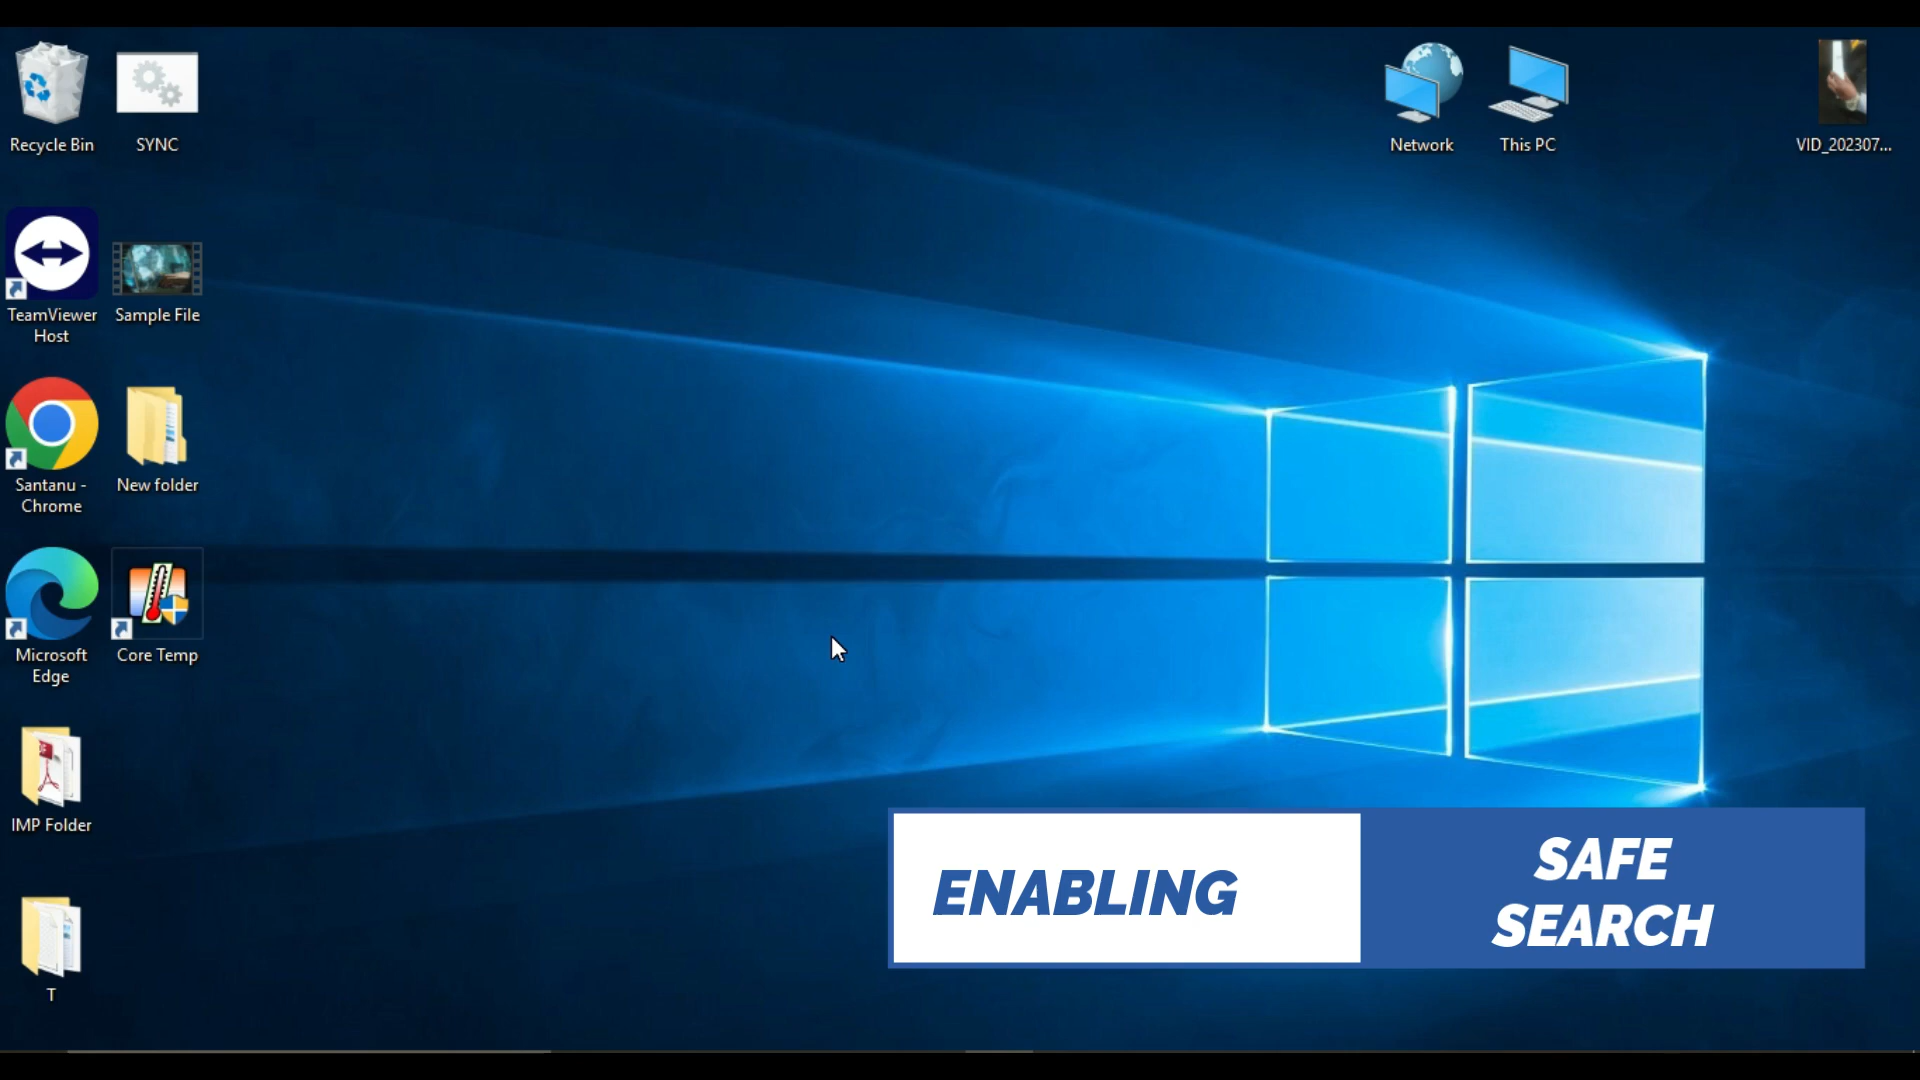 Recycle Bin
SYNC
Network
This PC
VID_202307...
TeamViewer
Host
Sample File
Santanu -
Chrome
New folder
Microsoft
Edge
Core Temp
IMP Folder
T
ENABLING
SAFE
SEARCH